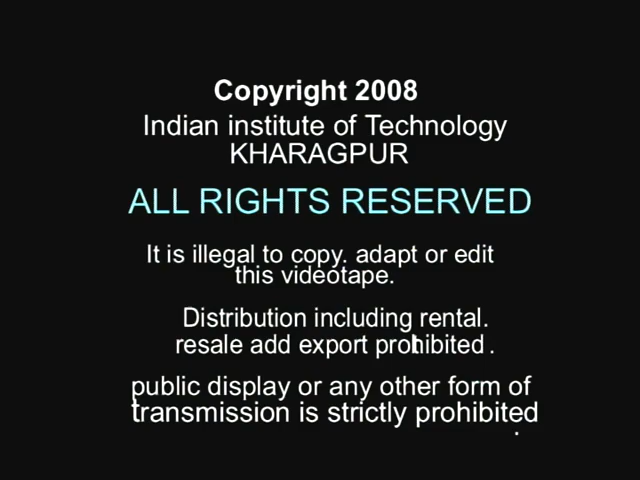 Copyright 2008
Indian institute of Technology
KHARAGPUR
ALL RIGHTS RESERVED
It is illegal to copy. adapt or edit
this videotape.
Distribution including rental.
resale add export prohibited .
public display or any other form of
transmission is strictly prohibited
.